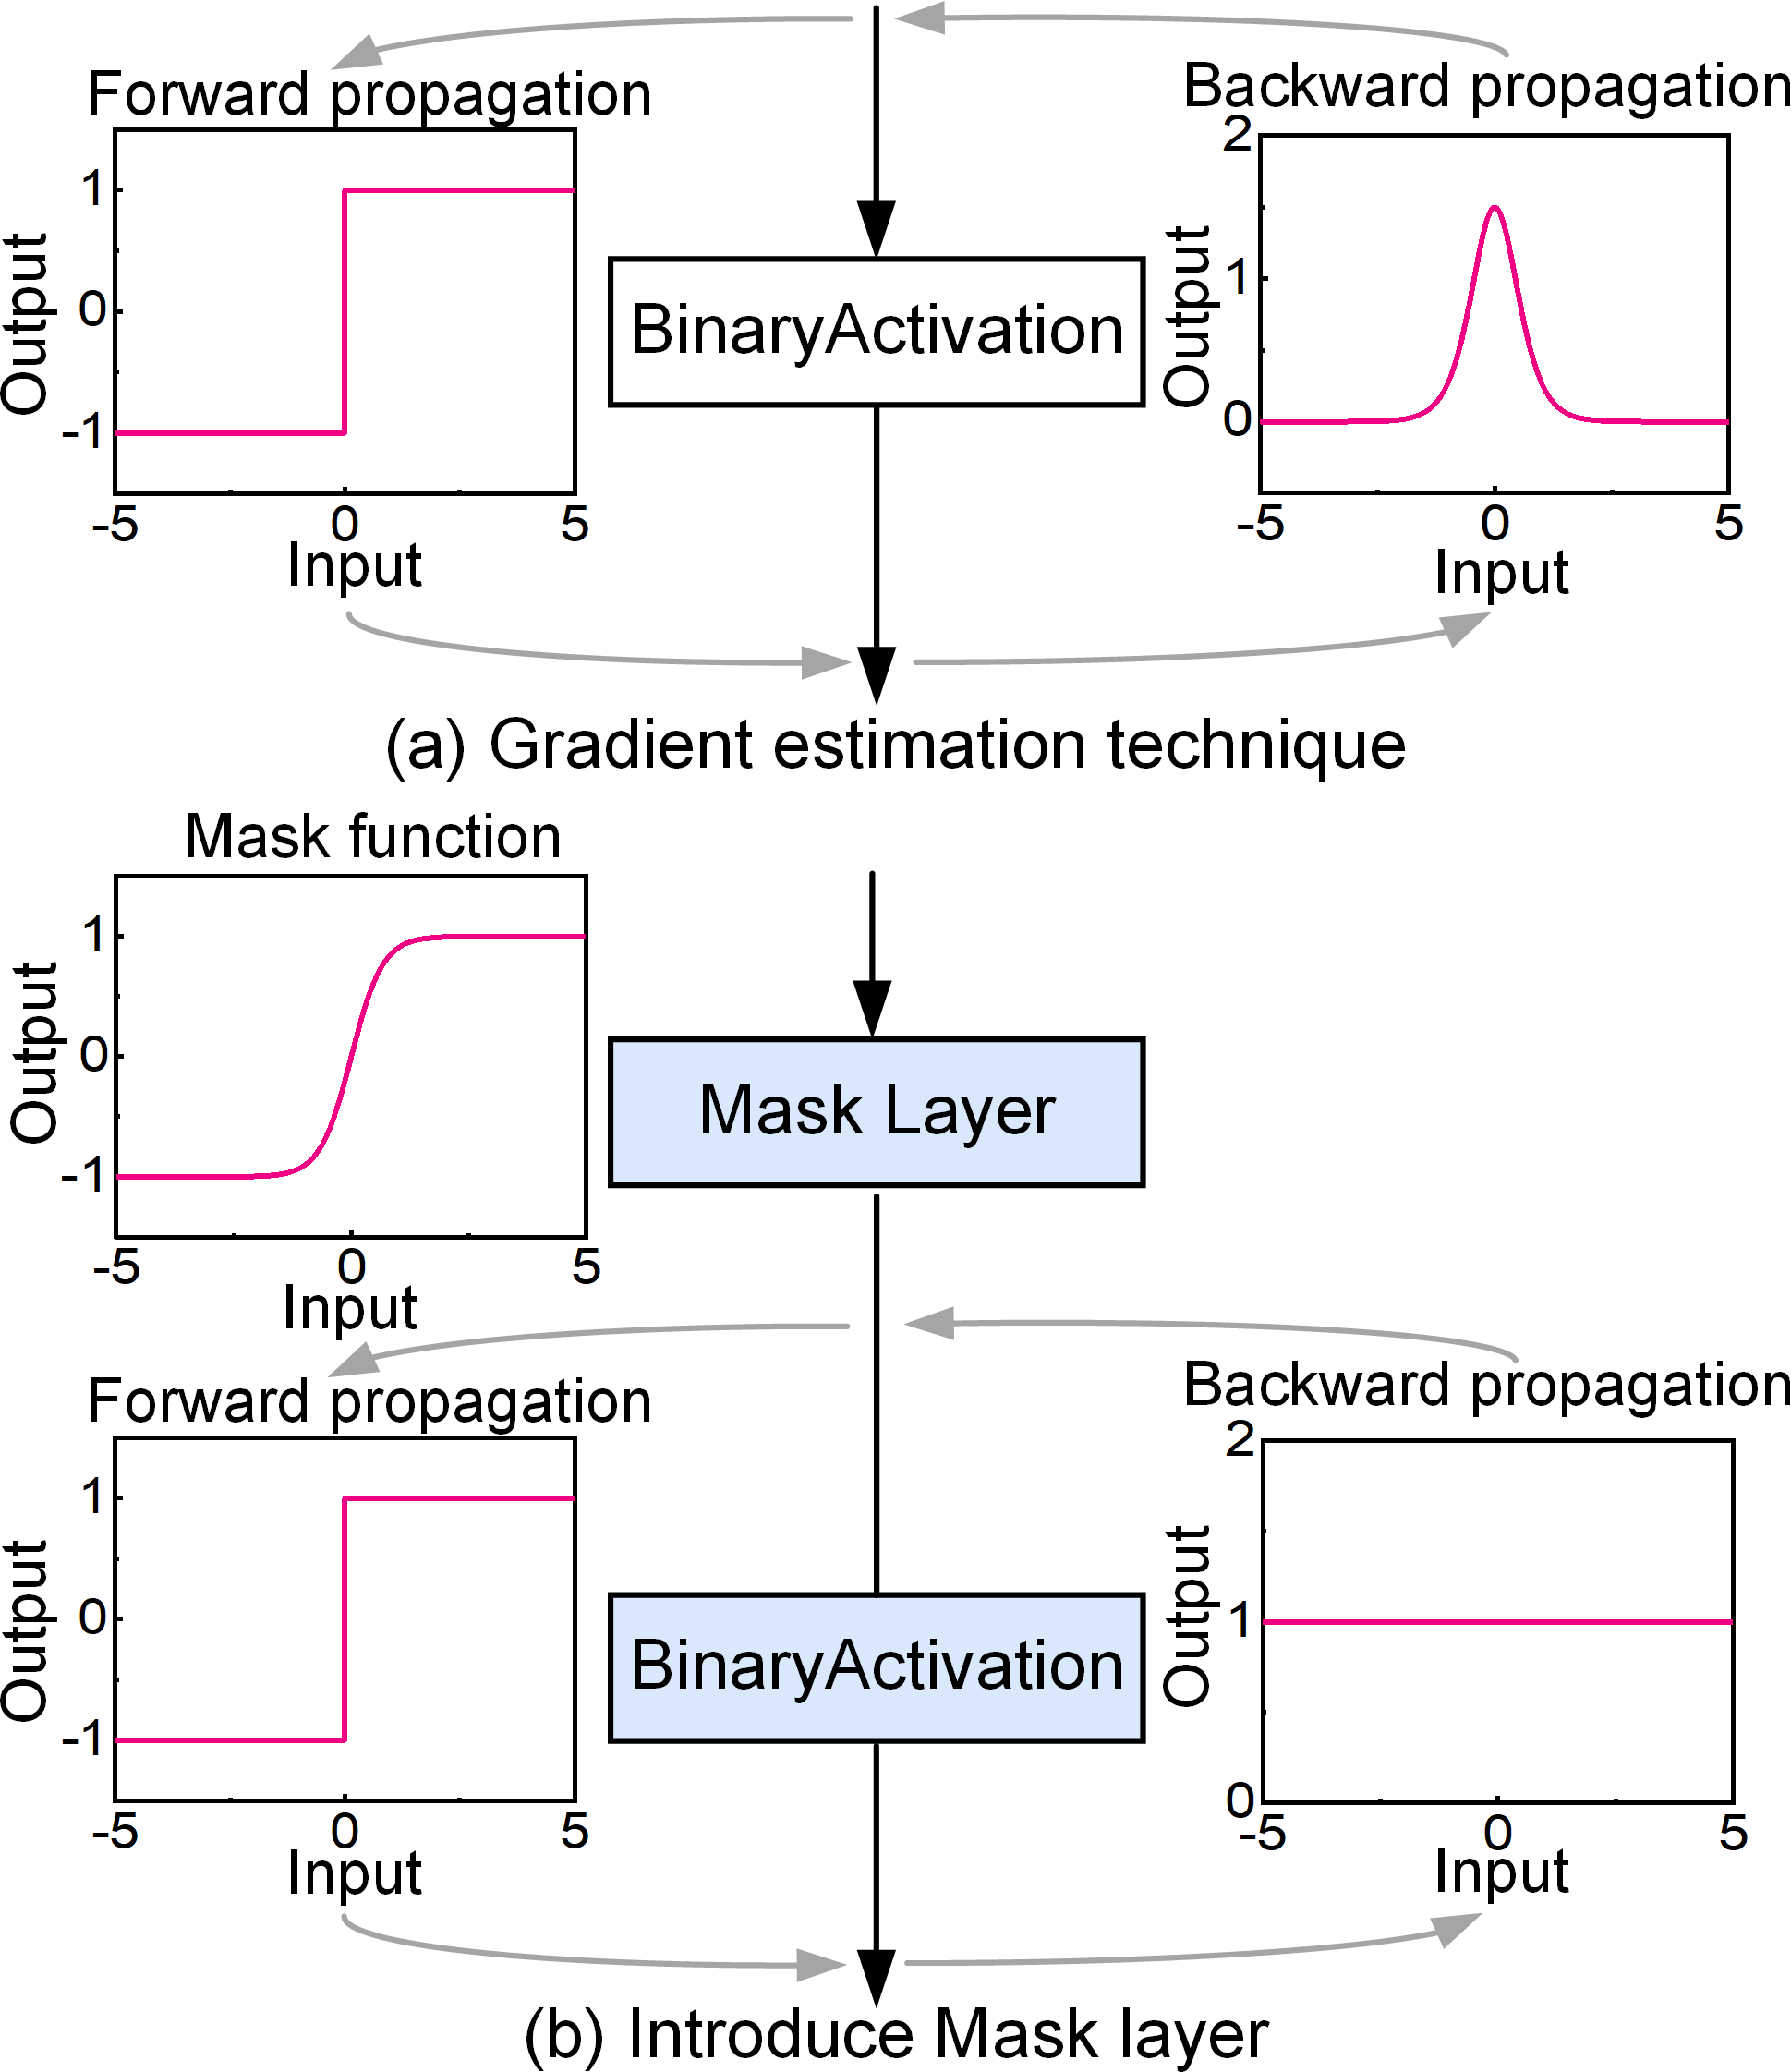 Forward propagation
Backward propagation
Output
1
0
-1
-5 0 5
Input
BinaryActivation
Output
2
1
0
-5 0 5
Input
(a) Gradient estimation technique
Mask function
Output
1
0
-1
-5 0 5
Input
Mask Layer
Forward propagation
Backward propagation
Output
1
0
-1
-5 0 5
Input
BinaryActivation
Output
2
1
0
-5 0 5
Input
(b) Introduce Mask layer